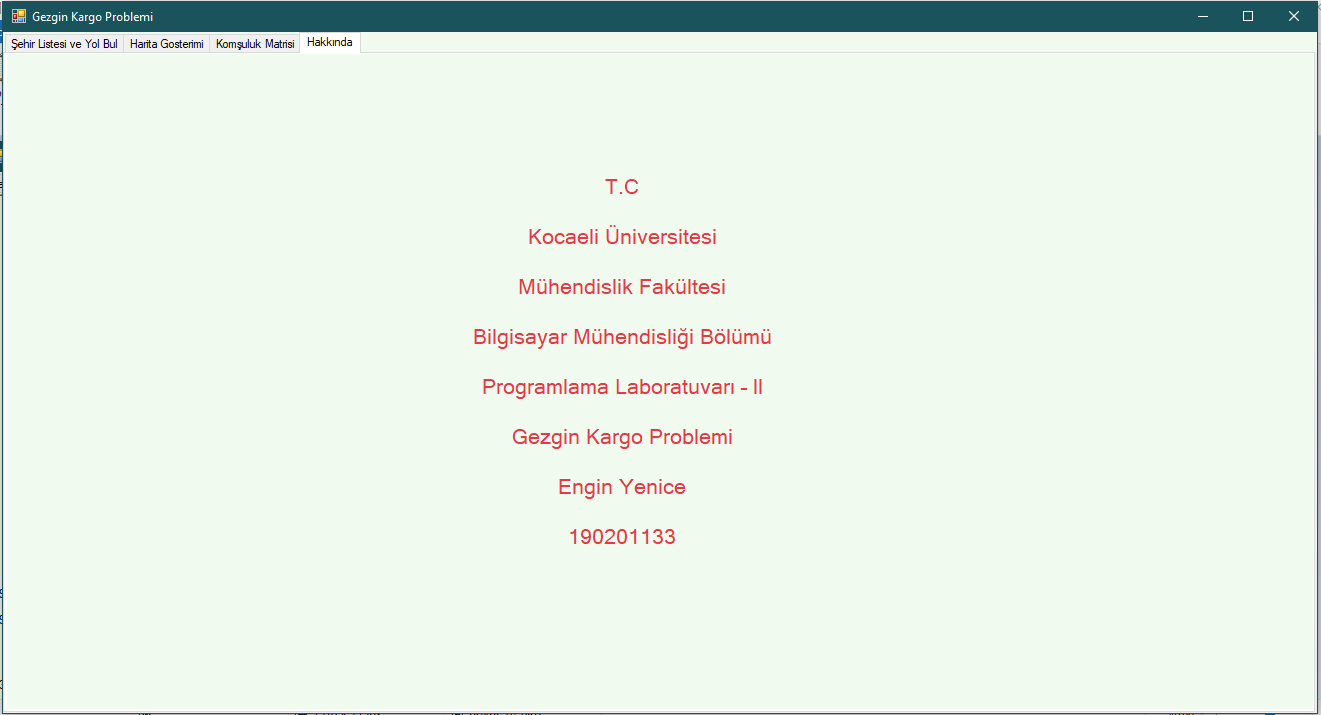 Gezgin Kargo Problemi
Şehir Listesi ve Yol Bul Harita Gosterimi Komşuluk Matrisi Hakkında
T.C
Kocaeli Üniversitesi
Mühendislik Fakültesi
Bilgisayar Mühendisliği Bölümü
Programlama Laboratuvarı - II
Gezgin Kargo Problemi
Engin Yenice
190201133